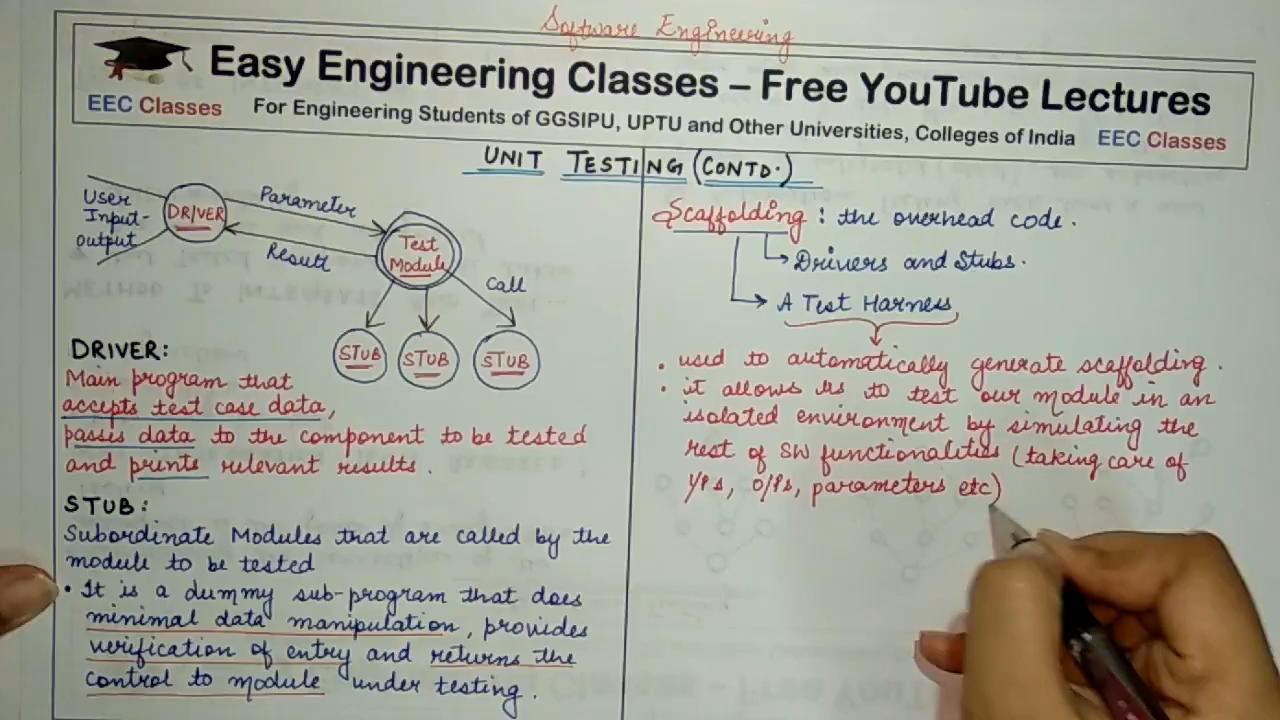 Software Engineering
Easy Engineering Classes – Free YouTube Lectures
EEC Classes For Engineering Students of GGSIPU, UPTU and Other Universities, Colleges of India EEC Classes
UNIT TESTING (CONTD.)
User
Input-
output
DRIVER
Parameter
Result
Test
Module
Call
STUB
STUB
STUB
DRIVER:
Main program that
accepts test case data,
passes data to the component to be tested
and prints relevant results.
STUB:
Subordinate Modules that are called by the
module to be tested
• It is a dummy sub-program that does
minimal data manipulation, provides
verification of entry and returns the
control to module under testing.
Scaffolding: the overhead code.
Drivers and Stubs.
A Test Harness
• used to automatically generate scaffolding.
• it allows us to test our module in an
isolated environment by simulating the
rest of SW functionalities (taking care of
I/Ps, O/Ps, parameters etc)